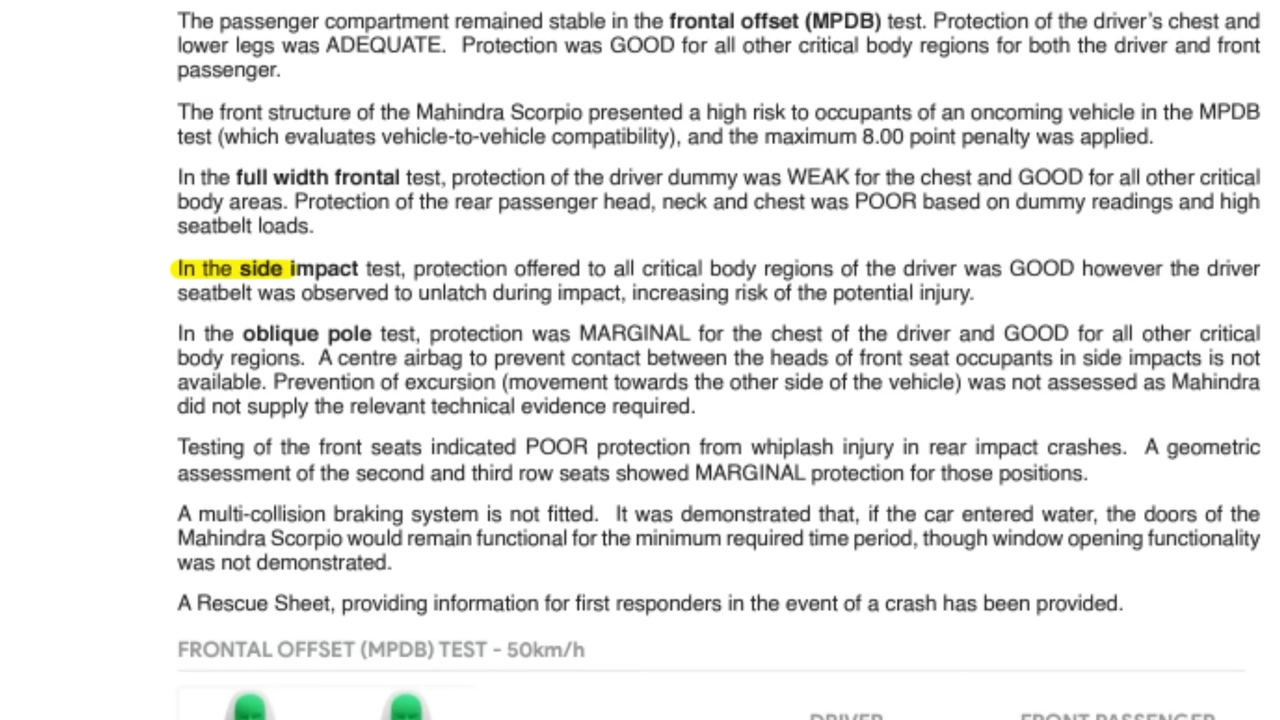 The passenger compartment remained stable in the frontal offset (MPDB) test. Protection of the driver's chest and
lower legs was ADEQUATE. Protection was GOOD for all other critical body regions for both the driver and front
passenger.
The front structure of the Mahindra Scorpio presented a high risk to occupants of an oncoming vehicle in the MPDB
test (which evaluates vehicle-to-vehicle compatibility), and the maximum 8.00 point penalty was applied.
In the full width frontal test, protection of the driver dummy was WEAK for the chest and GOOD for all other critical
body areas. Protection of the rear passenger head, neck and chest was POOR based on dummy readings and high
seatbelt loads.
In the side impact test, protection offered to all critical body regions of the driver was GOOD however the driver
seatbelt was observed to unlatch during impact, increasing risk of the potential injury.
In the oblique pole test, protection was MARGINAL for the chest of the driver and GOOD for all other critical
body regions. A centre airbag to prevent contact between the heads of front seat occupants in side impacts is not
available. Prevention of excursion (movement towards the other side of the vehicle) was not assessed as Mahindra
did not supply the relevant technical evidence required.
Testing of the front seats indicated POOR protection from whiplash injury in rear impact crashes. A geometric
assessment of the second and third row seats showed MARGINAL protection for those positions.
A multi-collision braking system is not fitted. It was demonstrated that, if the car entered water, the doors of the
Mahindra Scorpio would remain functional for the minimum required time period, though window opening functionality
was not demonstrated.
A Rescue Sheet, providing information for first responders in the event of a crash has been provided.
FRONTAL OFFSET (MPDB) TEST - 50km/h
DRIVER FRONT PASSENGER